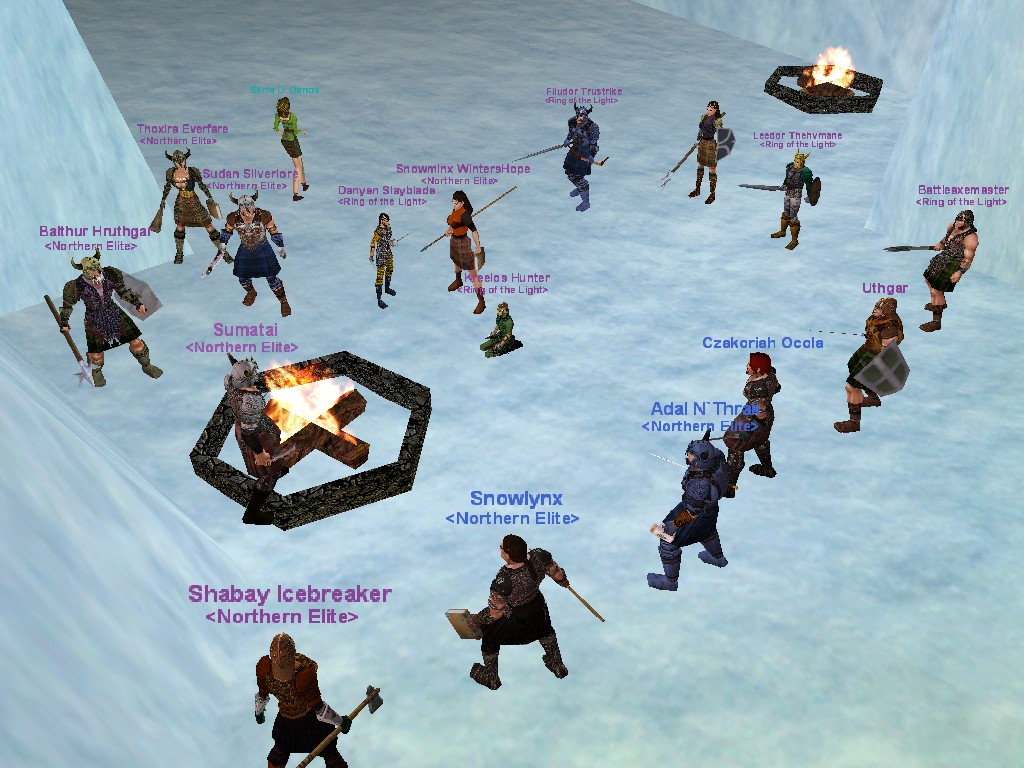 Siria O`Danos
Filudor Trustrike
<Ring of the Light>
Thoxira Everfare
<Northern Elite>
Leedor Thehvmane
<Ring of the Light>
Sudan Silverlore
<Northern Elite>
Snowminx WintersHope
<Northern Elite>
Danyen Slayblade
<Ring of the Light>
Battleaxemaster
<Ring of the Light>
Balthur Hruthgar
<Northern Elite>
Kreelos Hunter
<Ring of the Light>
Uthgar
Sumatai
<Northern Elite>
Czakoriah Ocola
Adal N`Thrax
<Northern Elite>
Snowlynx
<Northern Elite>
Shabay Icebreaker
<Northern Elite>